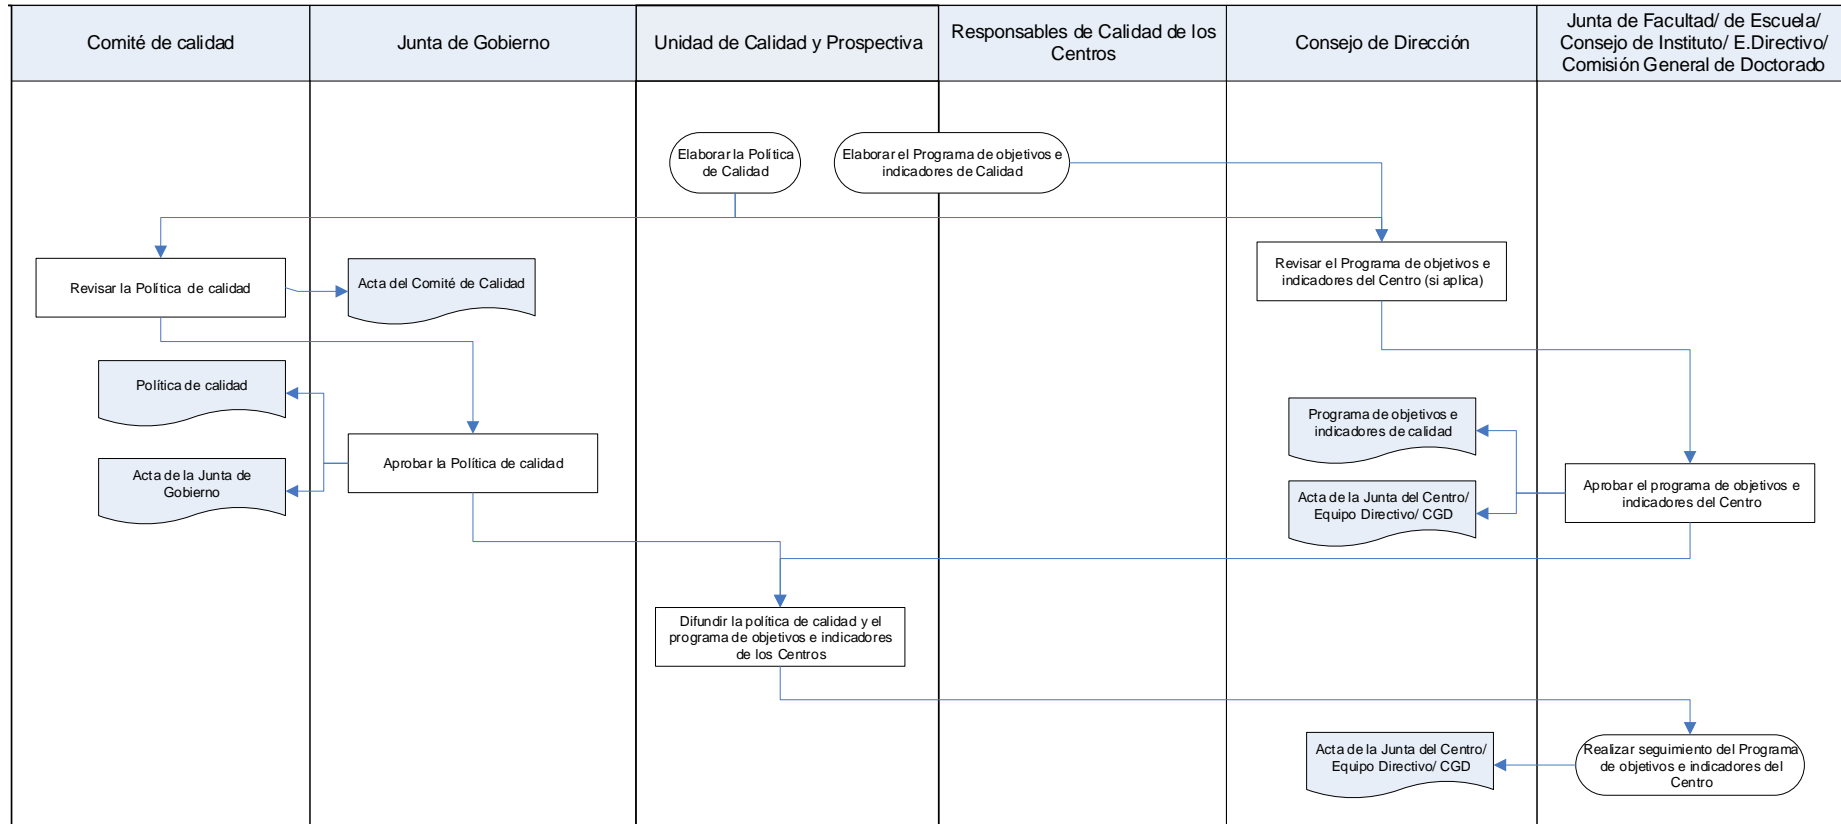 Comité de calidad
Junta de Gobierno
Unidad de Calidad y Prospectiva
Responsables de Calidad de los
Centros
Consejo de Dirección
Junta de Facultad/ de Escuela/
Consejo de Instituto/ E.Directivo/
Comisión General de Doctorado
Elaborar la Política
de Calidad
Elaborar el Programa de objetivos e
indicadores de Calidad
Revisar la Política de calidad
Acta del Comité de Calidad
Revisar el Programa de objetivos e
indicadores del Centro (si aplica)
Política de calidad
Acta de la Junta de
Gobierno
Aprobar la Política de calidad
Programa de objetivos e
indicadores de calidad
Acta de la Junta del Centro/
Equipo Directivo/ CGD
Aprobar el programa de objetivos e
indicadores del Centro
Difundir la política de calidad y el
programa de objetivos e indicadores
de los Centros
Acta de la Junta del Centro/
Equipo Directivo/ CGD
Realizar seguimiento del Programa
de objetivos e indicadores del
Centro